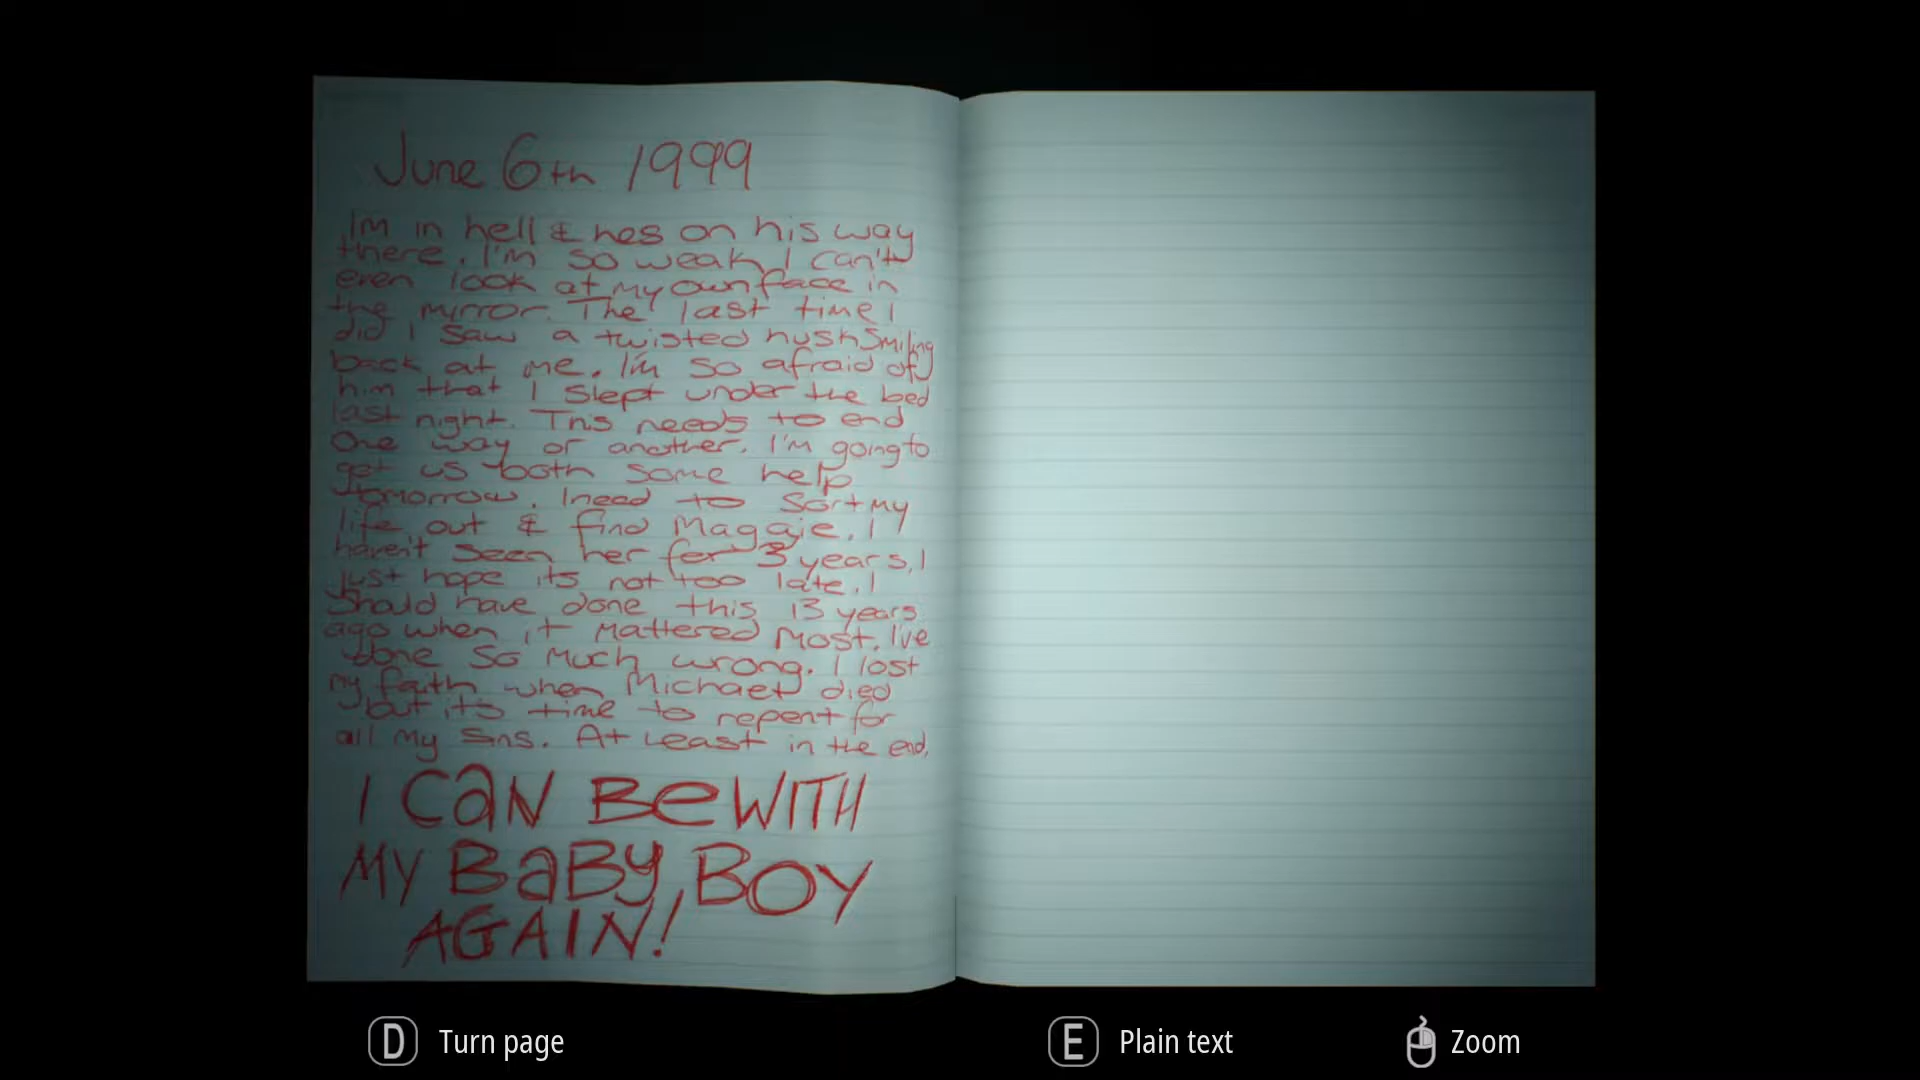 June 6th 1999
Im in hell & hes on his way
there. I'm so weak I can't
even look at my own face in
the mirror. The last time I
did I saw a twisted husk smiling
back at me. I'm so afraid of
him that I slept under the bed
last night. This needs to end
One way or another. I'm going to
get us both some help
tomorrow. I need to sort my
life out & find Maggie. I
haven't seen her for 3 years, I
just hope its not too late. I
should have done this 13 years
ago when it mattered most. I've
done so much wrong. I lost
my faith when Michael died
but it's time to repent for
all my sins. At least in the end,
I CAN BE WITH
MY BABY BOY
AGAIN!
D Turn page
E Plain text
Zoom